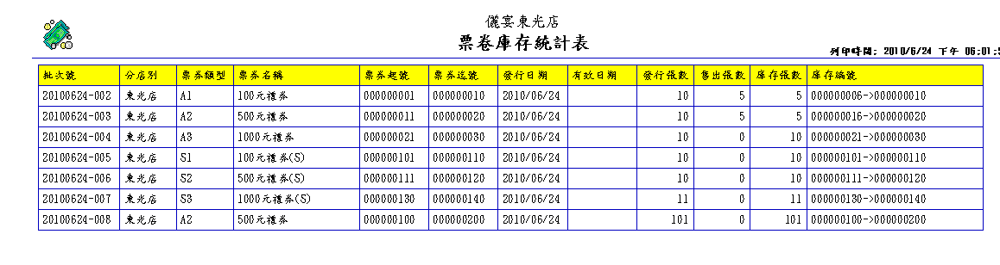 儷宴東光店
票卷庫存統計表
列印時間: 2010/6/24 下午 06:01:
批次號 分店別 票券類型 票券名稱 票券起號 票券迄號 發行日期 有效日期 發行張數 售出張數 庫存張數 庫存編號
20100624-002 東光店 A1 100元禮券 000000001 000000010 2010/06/24 10 5 5 000000006->000000010
20100624-003 東光店 A2 500元禮券 000000011 000000020 2010/06/24 10 5 5 000000016->000000020
20100624-004 東光店 A3 1000元禮券 000000021 000000030 2010/06/24 10 0 10 000000021->000000030
20100624-005 東光店 S1 100元禮券(S) 000000101 000000110 2010/06/24 10 0 10 000000101->000000110
20100624-006 東光店 S2 500元禮券(S) 000000111 000000120 2010/06/24 10 0 10 000000111->000000120
20100624-007 東光店 S3 1000元禮券(S) 000000130 000000140 2010/06/24 11 0 11 000000130->000000140
20100624-008 東光店 A2 500元禮券 000000100 000000200 2010/06/24 101 0 101 000000100->000000200